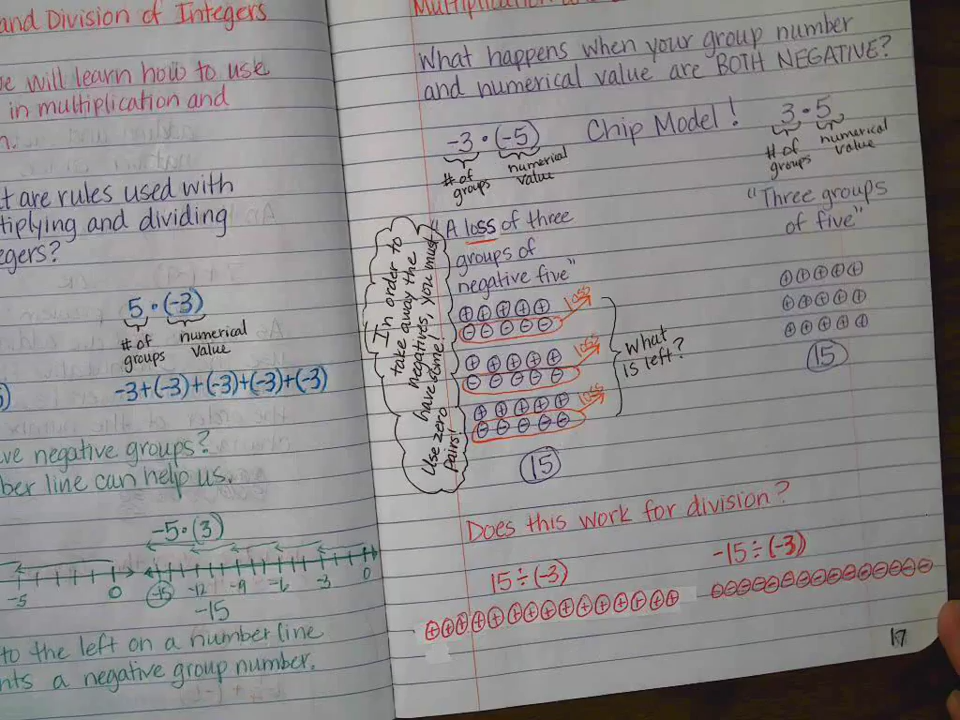 and Division of Integers
we will learn how to use
in multiplication and
are rules used with
and dividing
5 · (-3)
# of
groups
numerical
value
-3+(-3)+(-3)+(-3)+(-3)
negative groups?
line can help us.
-5 · (3)
-5
0
-15
-12
-9
-6
-3
0
-15
to the left on a number line
a negative group number.
What happens when your group number
and numerical value are BOTH NEGATIVE?
-3 · (-5)
# of
groups
numerical
value
Chip Model!
3 · 5
# of
groups
numerical
value
"A loss of three
groups of
negative five"
"Three groups
of five"
In order to
take away the
negatives, you must
have some!
Use zero
pairs!
+ + + + +
- - - - -
loss
+ + + + +
- - - - -
loss
+ + + + +
- - - - -
loss
What
is left?
15
+ + + + +
+ + + + +
+ + + + +
15
Does this work for division?
15 ÷ (-3)
+ + + + + + + + + + + + + + +
-15 ÷ (-3)
- - - - - - - - - - - - - - -
17